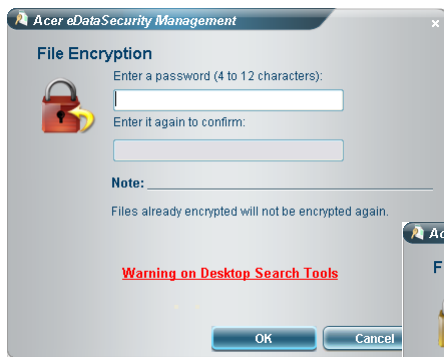 Acer eDataSecurity Management
File Encryption
Enter a password (4 to 12 characters):
Enter it again to confirm:
Note:
Files already encrypted will not be encrypted again.
Warning on Desktop Search Tools
OK
Cancel